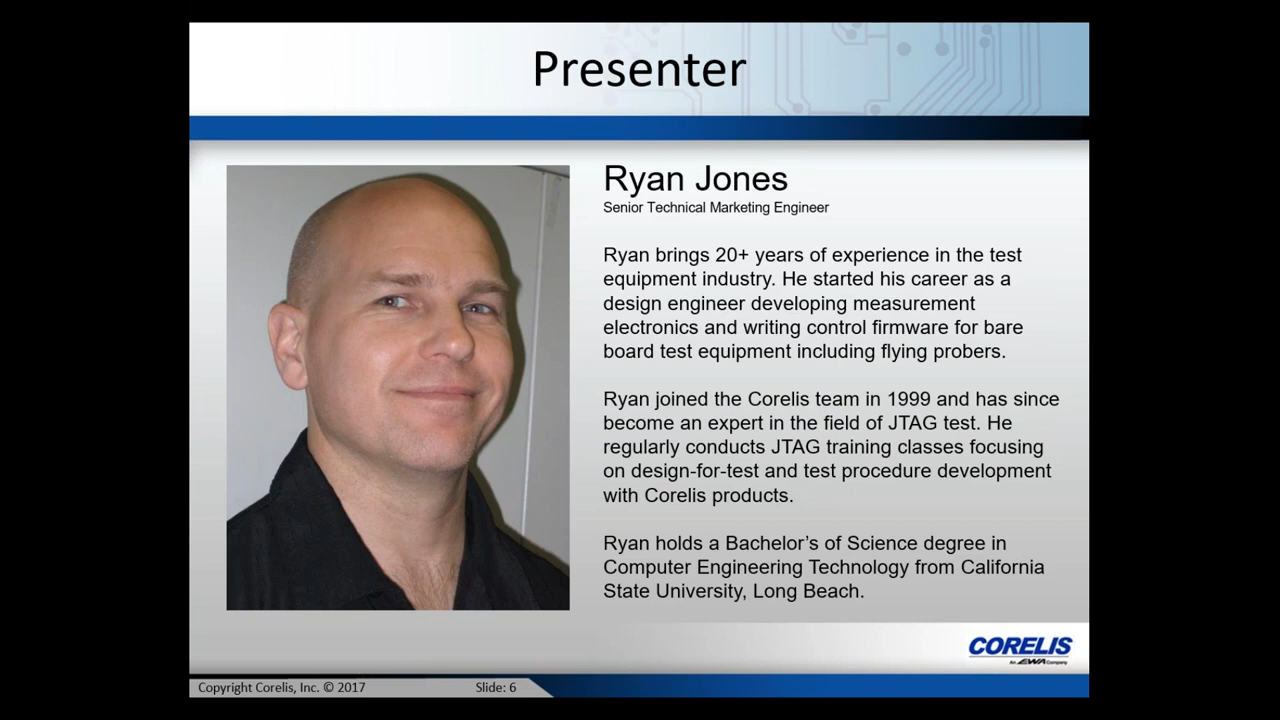 Presenter
Ryan Jones
Senior Technical Marketing Engineer
Ryan brings 20+ years of experience in the test
equipment industry. He started his career as a
design engineer developing measurement
electronics and writing control firmware for bare
board test equipment including flying probers.
Ryan joined the Corelis team in 1999 and has since
become an expert in the field of JTAG test. He
regularly conducts JTAG training classes focusing
on design-for-test and test procedure development
with Corelis products.
Ryan holds a Bachelor’s of Science degree in
Computer Engineering Technology from California
State University, Long Beach.
CORELIS
An EWA Company
Copyright Corelis, Inc. © 2017
Slide: 6